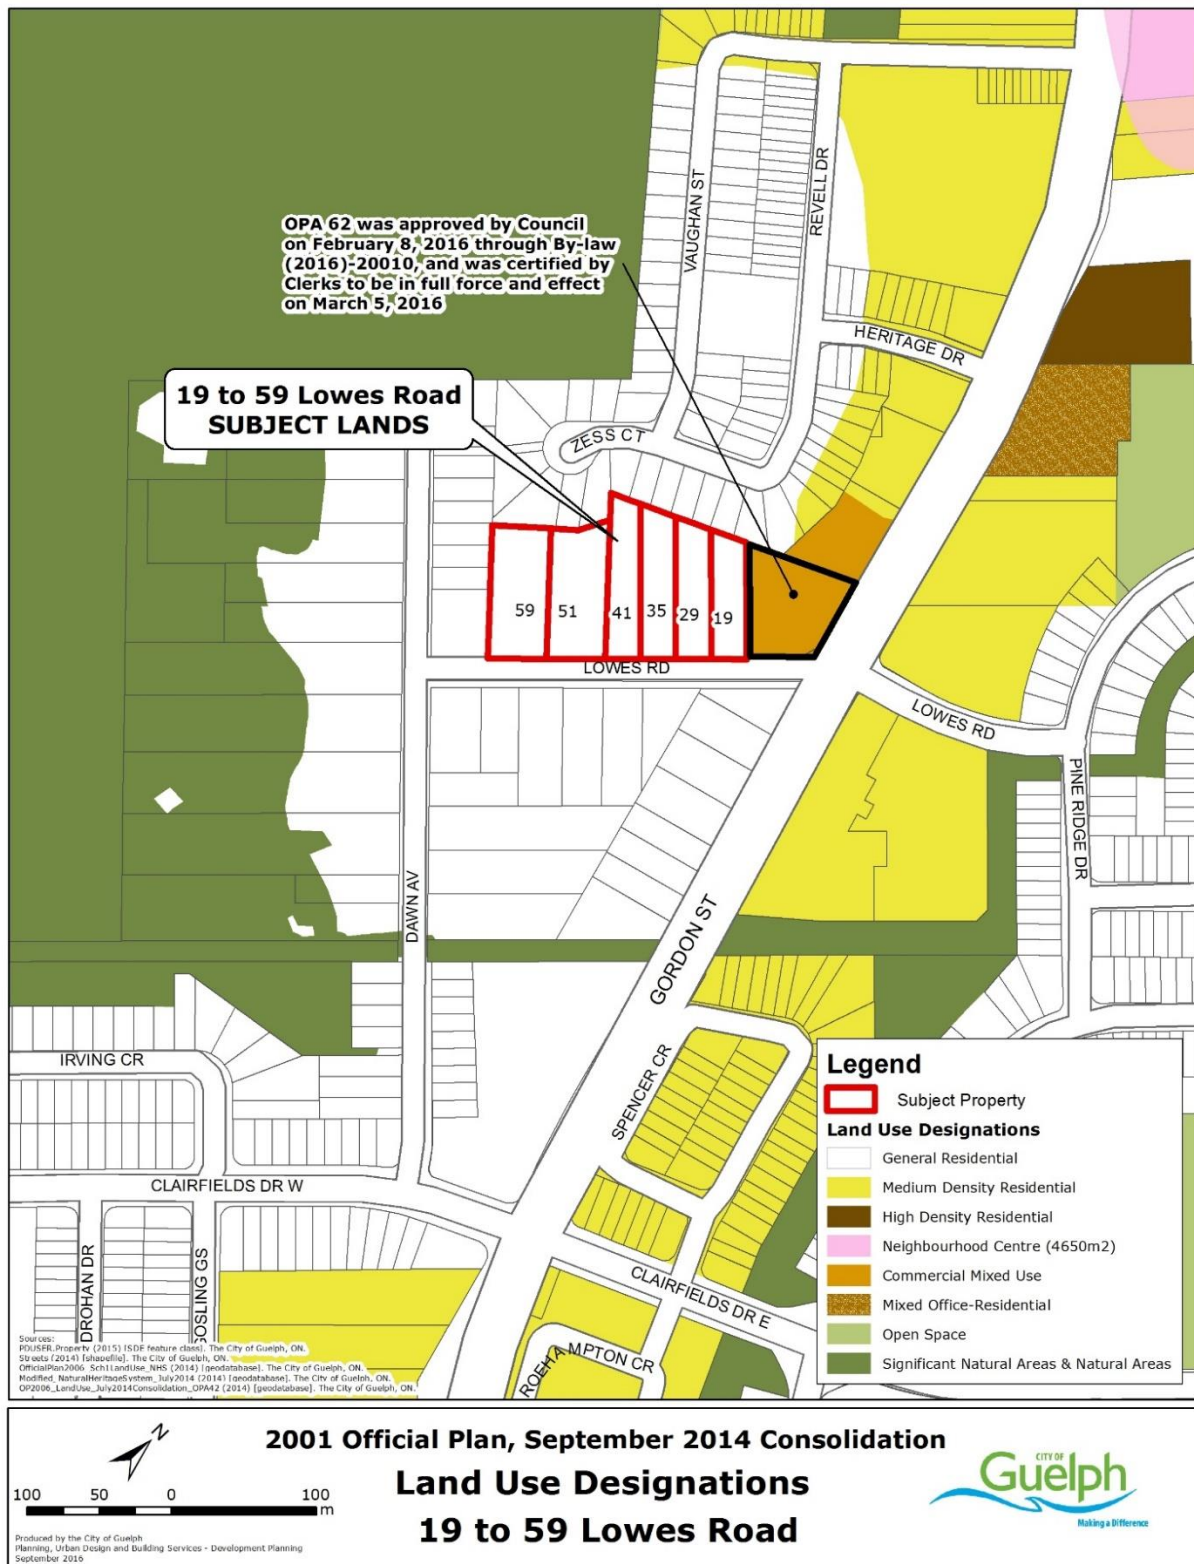 VAUGHAN ST
REVELL DR
OPA 62 was approved by Council
on February 8, 2016 through By-law
(2016)-20010, and was certified by
Clerks to be in full force and effect
on March 5, 2016
HERITAGE DR
19 to 59 Lowes Road
SUBJECT LANDS
ZESS CT
59
51
41
35
29
19
LOWES RD
LOWES RD
PINE RIDGE DR
DAWN AV
GORDON ST
IRVING CR
SPENCER CR
CLAIRFIELDS DR W
DROHAN DR
GOSLING GS
CLAIRFIELDS DR E
ROEHAMPTON CR
Legend
Subject Property
Land Use Designations
General Residential
Medium Density Residential
High Density Residential
Neighbourhood Centre (4650m2)
Commercial Mixed Use
Mixed Office-Residential
Open Space
Significant Natural Areas & Natural Areas
Sources:
PDUSER.Property (2015) [SDE feature class]. The City of Guelph, ON.
Streets (2014) [shapefile]. The City of Guelph, ON.
OfficialPlan2006_Sch1LandUse_NHS (2014) [geodatabase]. The City of Guelph, ON.
Modified_NaturalHeritageSystem_July2014 (2014) [geodatabase]. The City of Guelph, ON.
OP2006_LandUse_July2014Consolidation_OPA42 (2014) [geodatabase]. The City of Guelph, ON.
N
100 50 0 100
m
Produced by the City of Guelph
Planning, Urban Design and Building Services - Development Planning
September 2016
2001 Official Plan, September 2014 Consolidation
Land Use Designations
19 to 59 Lowes Road
CITY OF
Guelph
Making a Difference